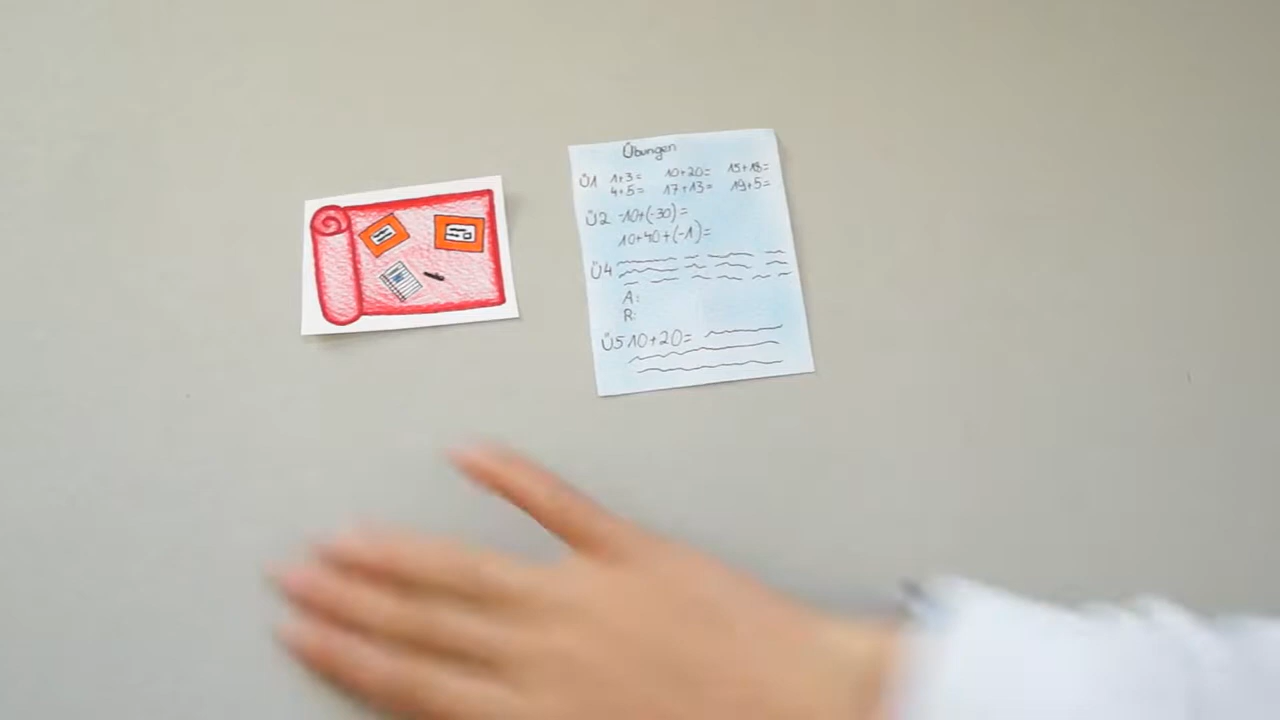 Übungen
Ü1 1+3= 10+20= 15+18=
4+5= 17+13= 19+5=
Ü2 -10+(-30)=
10+40+(-1)=
Ü4
A:
R:
Ü5 10+20=